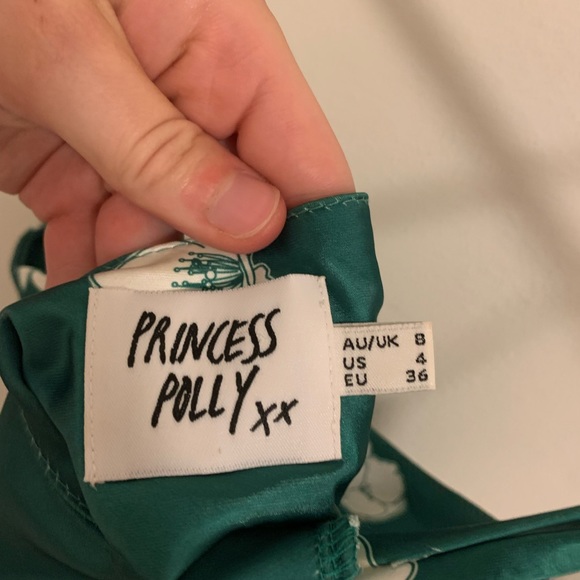 PRINCESS
POLLY xx
AU/UK 8
US 4
EU 36